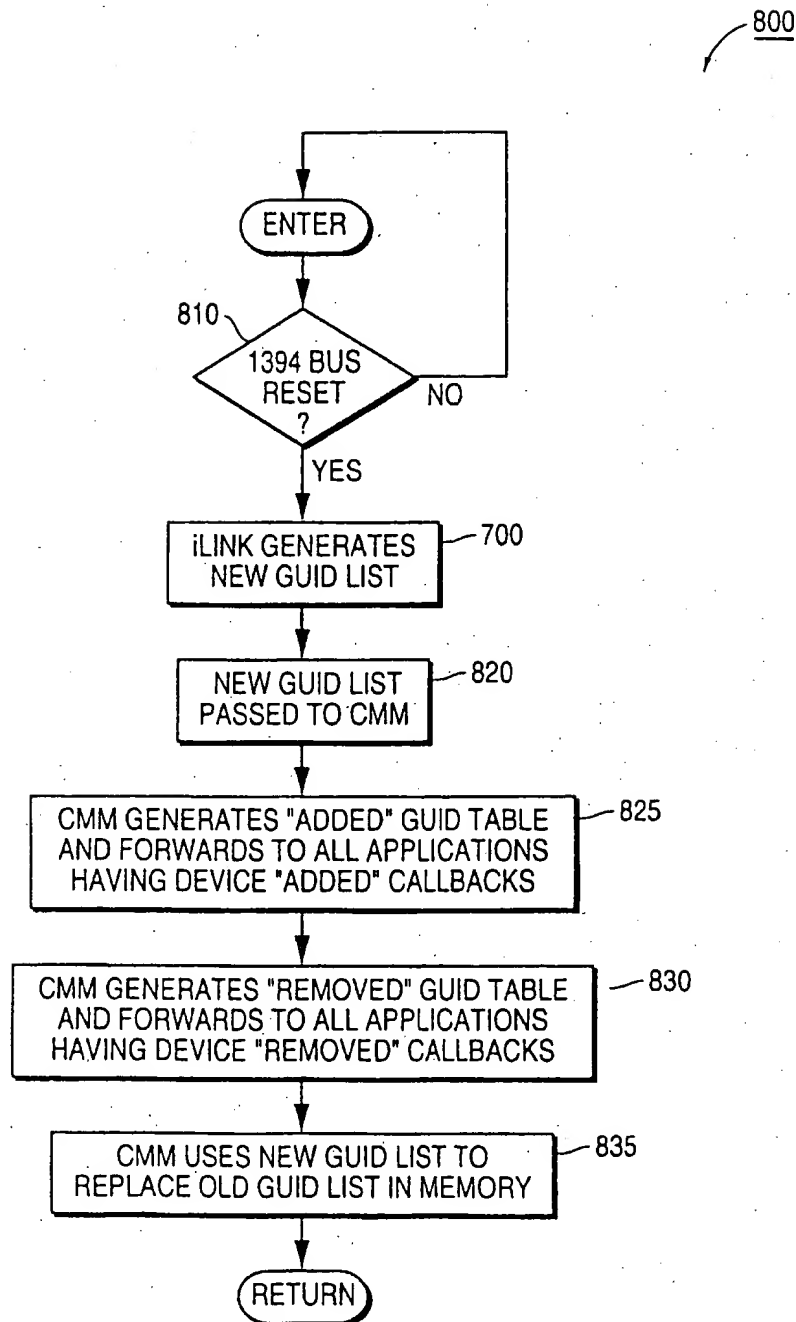 800
ENTER
810
1394 BUS
RESET
?
NO
YES
iLINK GENERATES
NEW GUID LIST
700
NEW GUID LIST
PASSED TO CMM
820
CMM GENERATES "ADDED" GUID TABLE
AND FORWARDS TO ALL APPLICATIONS
HAVING DEVICE "ADDED" CALLBACKS
825
CMM GENERATES "REMOVED" GUID TABLE
AND FORWARDS TO ALL APPLICATIONS
HAVING DEVICE "REMOVED" CALLBACKS
830
CMM USES NEW GUID LIST TO
REPLACE OLD GUID LIST IN MEMORY
835
RETURN